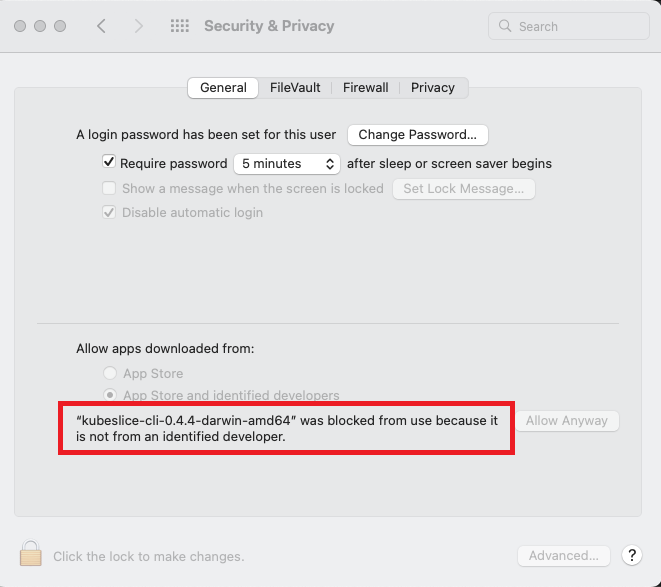 Security & Privacy
Search
General
FileVault
Firewall
Privacy
A login password has been set for this user
Change Password...
Require password
5 minutes
after sleep or screen saver begins
Show a message when the screen is locked
Set Lock Message...
Disable automatic login
Allow apps downloaded from:
App Store
App Store and identified developers
“kubeslice-cli-0.4.4-darwin-amd64” was blocked from use because it
is not from an identified developer.
Allow Anyway
Click the lock to make changes.
Advanced...
?